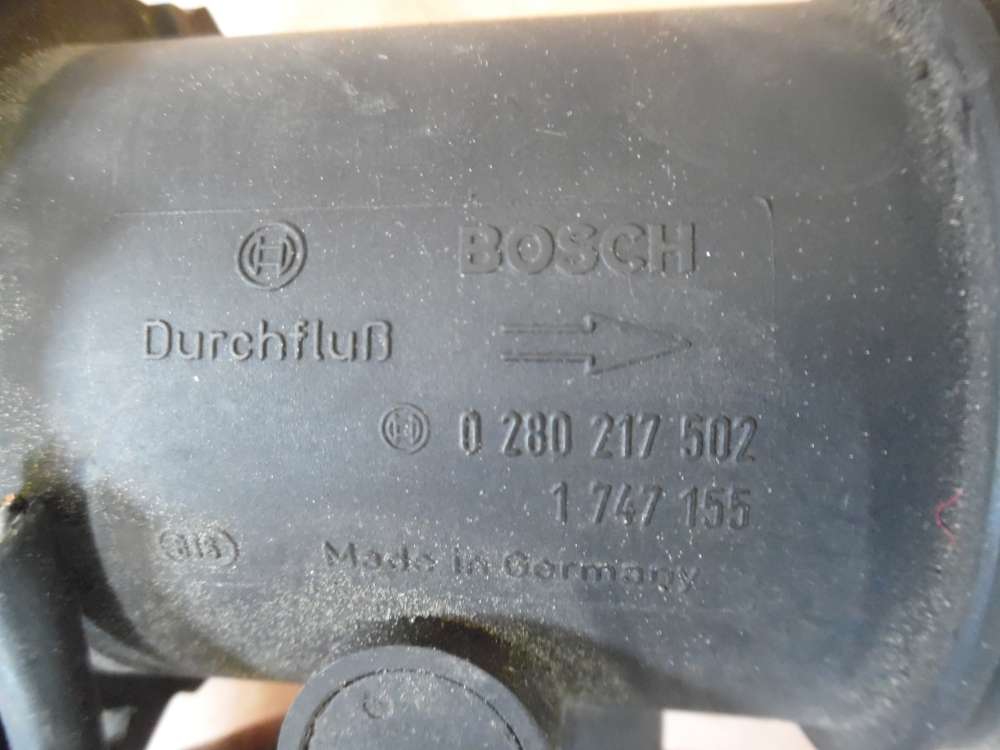 BOSCH
Durchfluß
0 280 217 502
1 747 155
Made in Germany